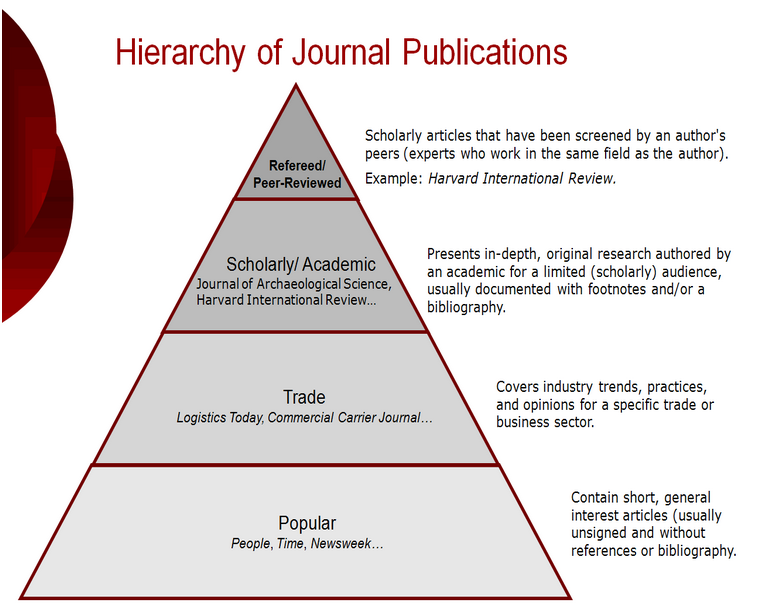 Hierarchy of Journal Publications
Refereed/
Peer-Reviewed
Scholarly articles that have been screened by an author's
peers (experts who work in the same field as the author).
Example: Harvard International Review.
Scholarly/ Academic
Journal of Archaeological Science,
Harvard International Review...
Presents in-depth, original research authored by
an academic for a limited (scholarly) audience,
usually documented with footnotes and/or a
bibliography.
Trade
Logistics Today, Commercial Carrier Journal...
Covers industry trends, practices,
and opinions for a specific trade or
business sector.
Popular
People, Time, Newsweek...
Contain short, general
interest articles (usually
unsigned and without
references or bibliography.